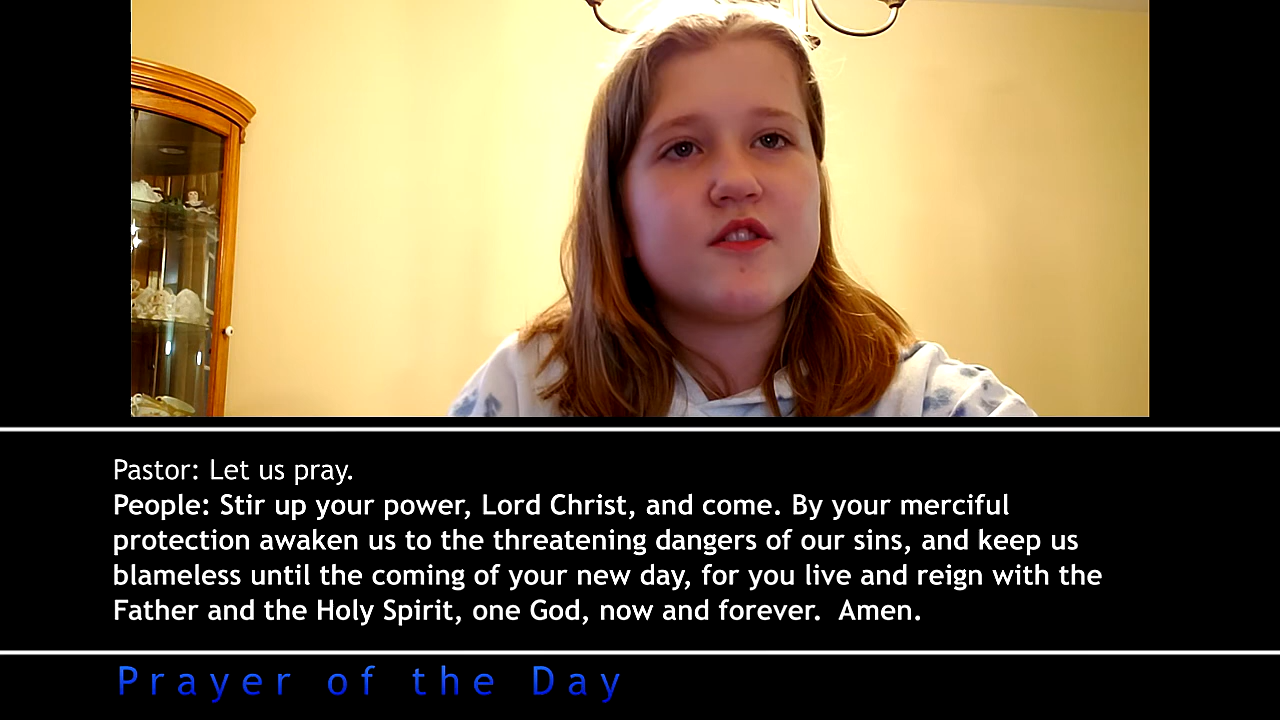 Pastor: Let us pray.
People: Stir up your power, Lord Christ, and come. By your merciful
protection awaken us to the threatening dangers of our sins, and keep us
blameless until the coming of your new day, for you live and reign with the
Father and the Holy Spirit, one God, now and forever.  Amen.
Prayer of the Day